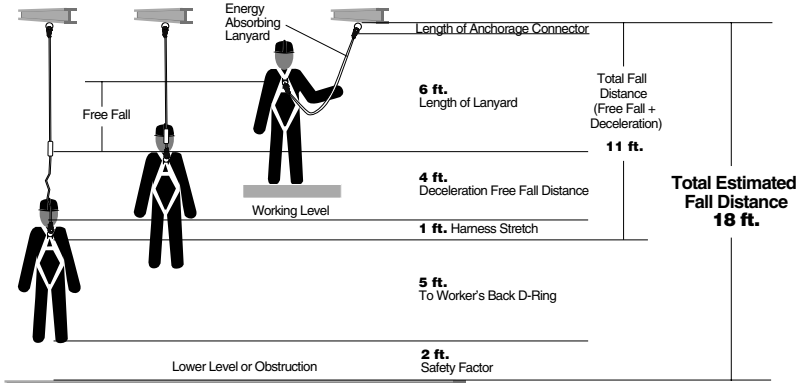 Energy
Absorbing
Lanyard
Length of Anchorage Connector
6 ft.
Length of Lanyard
Total Fall
Distance
(Free Fall +
Deceleration)
11 ft.
Free Fall
4 ft.
Deceleration Free Fall Distance
Total Estimated
Fall Distance
18 ft.
Working Level
1 ft. Harness Stretch
5 ft.
To Worker's Back D-Ring
2 ft.
Safety Factor
Lower Level or Obstruction